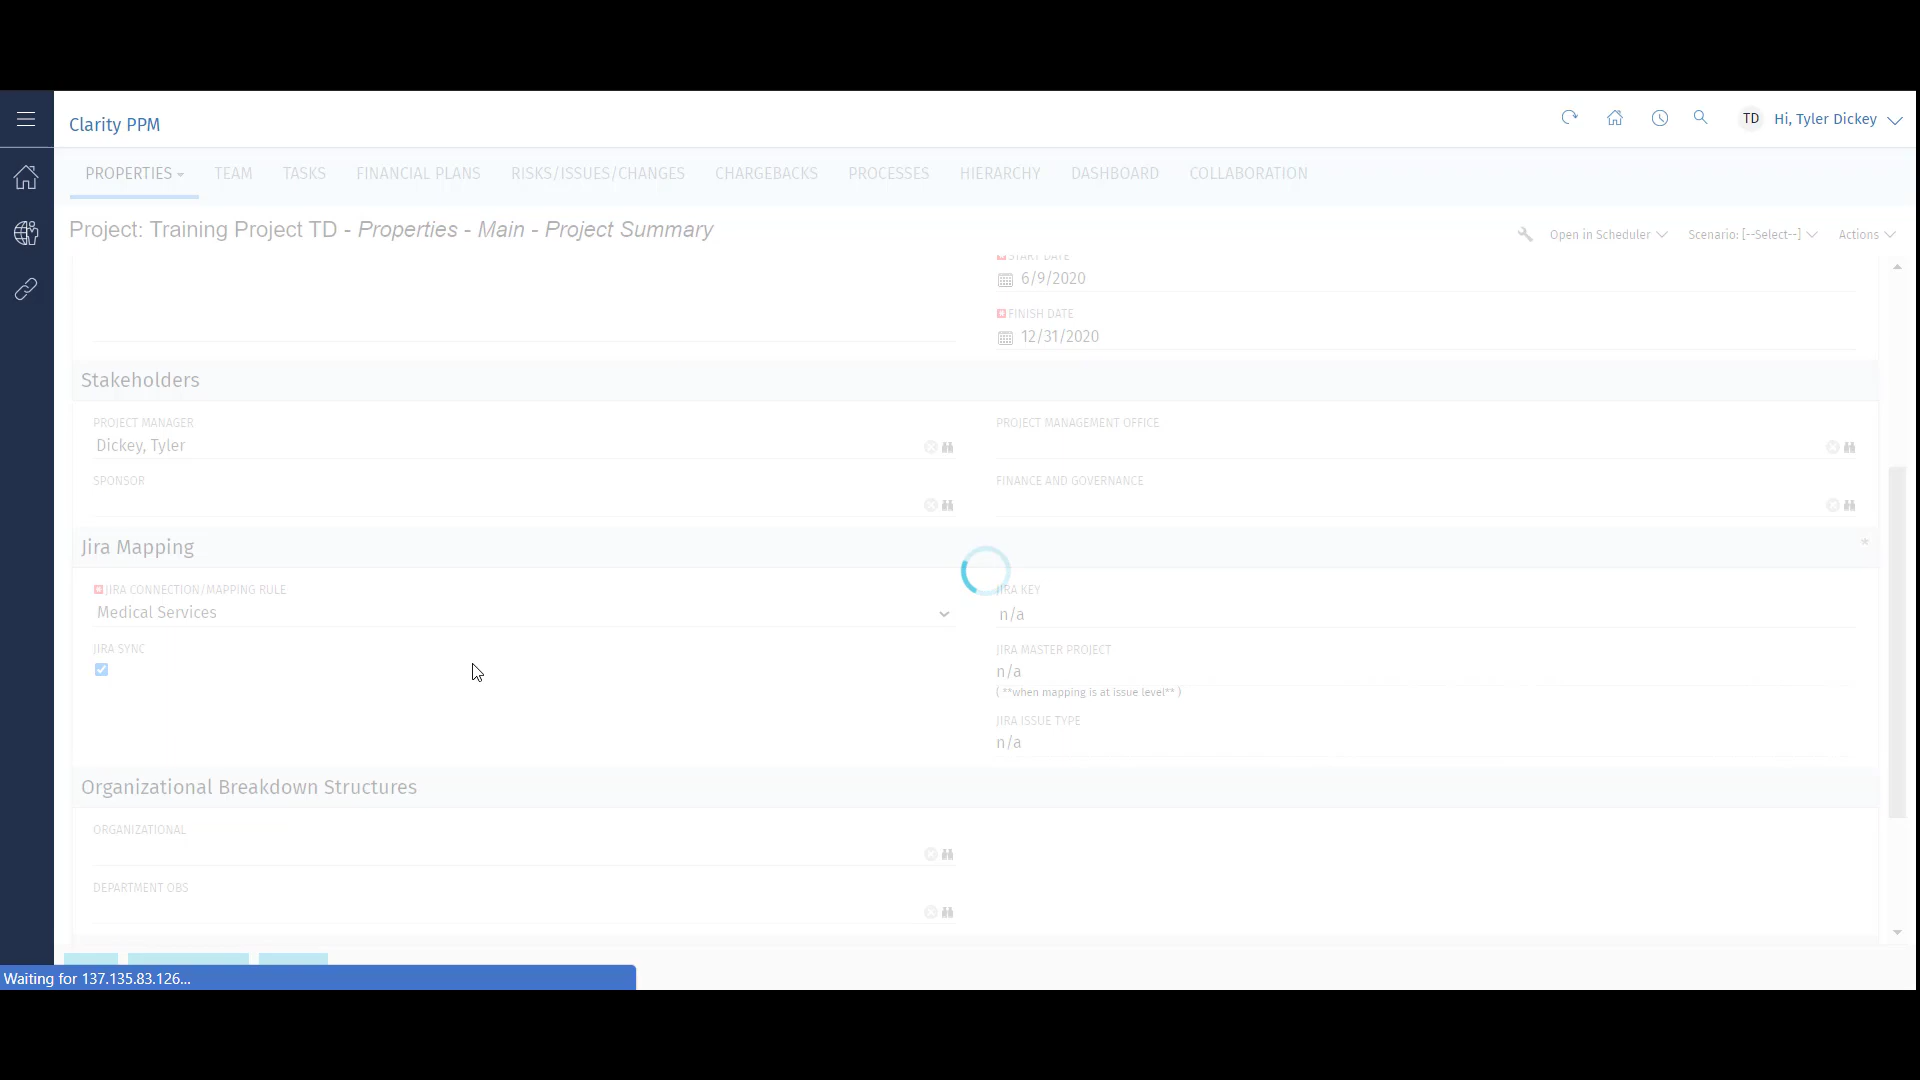 Clarity PPM
TD Hi, Tyler Dickey
PROPERTIES TEAM TASKS FINANCIAL PLANS RISKS/ISSUES/CHANGES CHARGEBACKS PROCESSES HIERARCHY DASHBOARD COLLABORATION
Project: Training Project TD - Properties - Main - Project Summary
Open in Scheduler Scenario: [--Select--] Actions
START DATE
6/9/2020
FINISH DATE
12/31/2020
Stakeholders
PROJECT MANAGER
Dickey, Tyler
PROJECT MANAGEMENT OFFICE
SPONSOR
FINANCE AND GOVERNANCE
Jira Mapping
JIRA CONNECTION/MAPPING RULE
Medical Services
JIRA KEY
n/a
JIRA SYNC
JIRA MASTER PROJECT
n/a
( **when mapping is at issue level** )
JIRA ISSUE TYPE
n/a
Organizational Breakdown Structures
ORGANIZATIONAL
DEPARTMENT OBS
Waiting for 137.135.83.126...